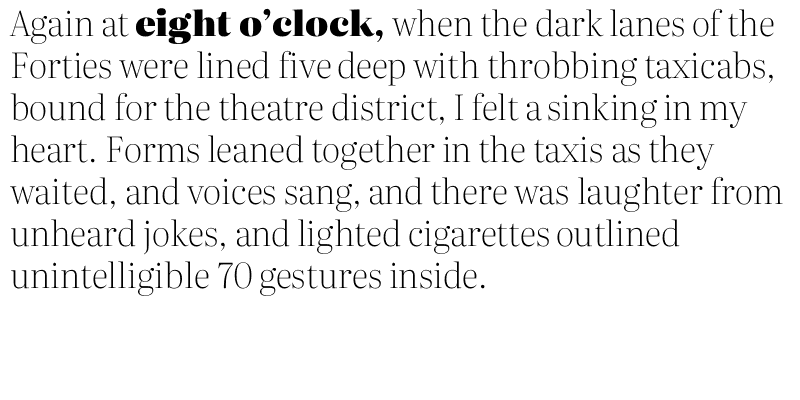 Again at eight o’clock, when the dark lanes of the
Forties were lined five deep with throbbing taxicabs,
bound for the theatre district, I felt a sinking in my
heart. Forms leaned together in the taxis as they
waited, and voices sang, and there was laughter from
unheard jokes, and lighted cigarettes outlined
unintelligible 70 gestures inside.